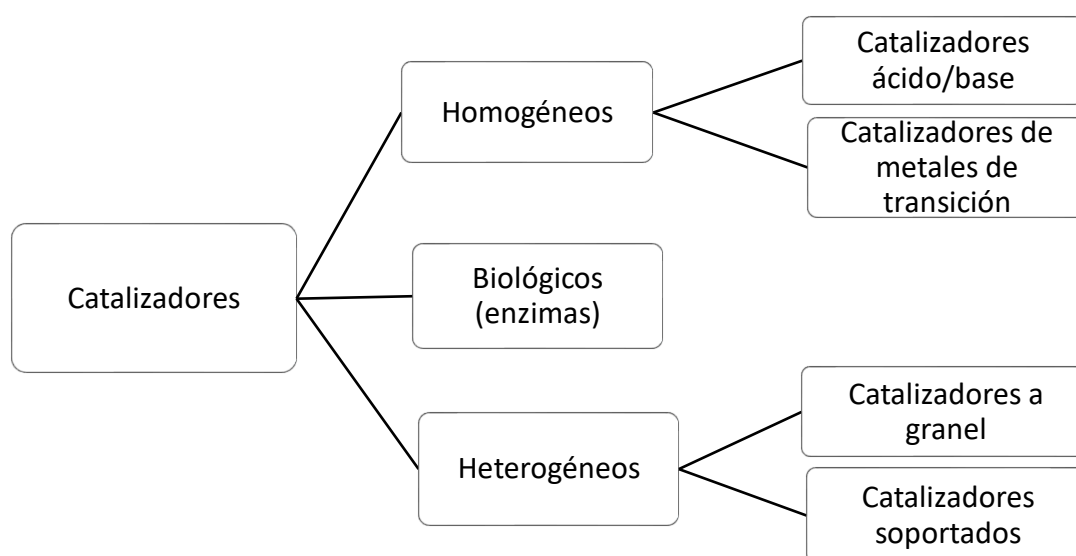 Catalizadores
Homogéneos
Catalizadores
ácido/base
Catalizadores de
metales de
transición
Biológicos
(enzimas)
Heterogéneos
Catalizadores a
granel
Catalizadores
soportados